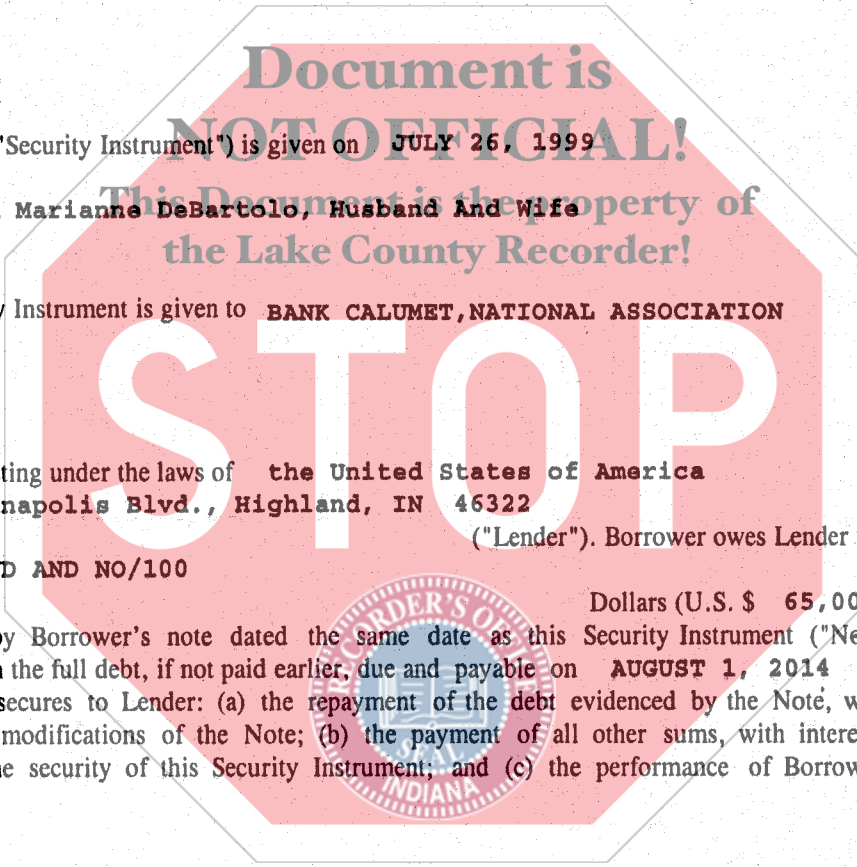 Document is
NOT OFFICIAL!
"Security Instrument") is given on JULY 26, 1999
This Document is the property of
Marianne DeBartolo, Husband And Wife
the Lake County Recorder!
y Instrument is given to BANK CALUMET,NATIONAL ASSOCIATION
STOP
ting under the laws of the United States of America
napolis Blvd., Highland, IN 46322
("Lender"). Borrower owes Lender
D AND NO/100
Dollars (U.S. $ 65,00
by Borrower's note dated the same date as this Security Instrument ("Ne
the full debt, if not paid earlier, due and payable on AUGUST 1, 2014
secures to Lender: (a) the repayment of the debt evidenced by the Note, w
modifications of the Note; (b) the payment of all other sums, with intere
e security of this Security Instrument; and (c) the performance of Borrow
RECORDER'S OFFICE
SEAL
INDIANA